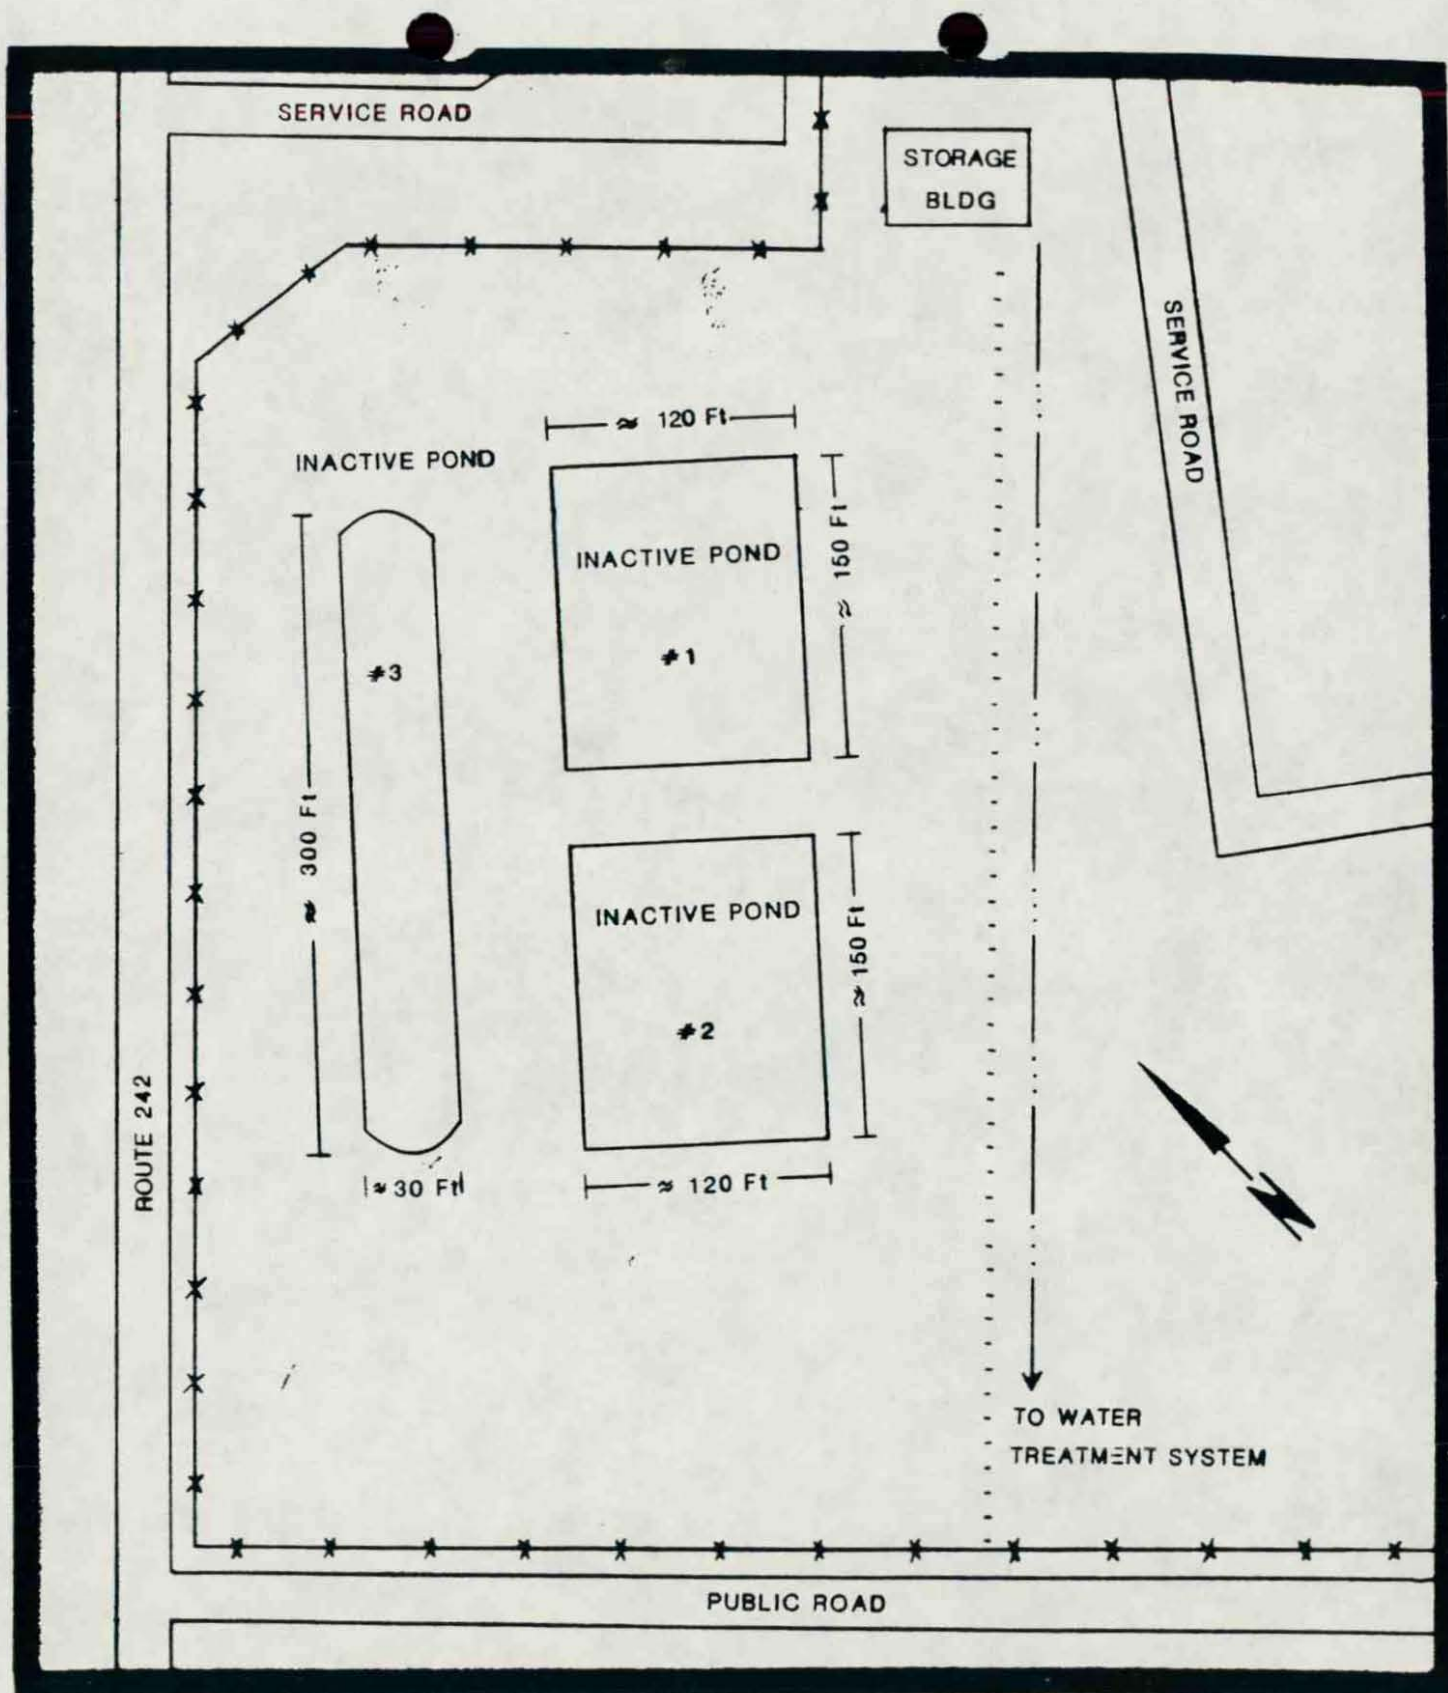 SERVICE ROAD
STORAGE
BLDG
SERVICE ROAD
≈ 120 Ft
INACTIVE POND
INACTIVE POND
≈ 150 Ft
#1
#3
≈ 300 Ft
INACTIVE POND
≈ 150 Ft
#2
ROUTE 242
≈ 30 Ft
≈ 120 Ft
N
TO WATER
TREATMENT SYSTEM
PUBLIC ROAD